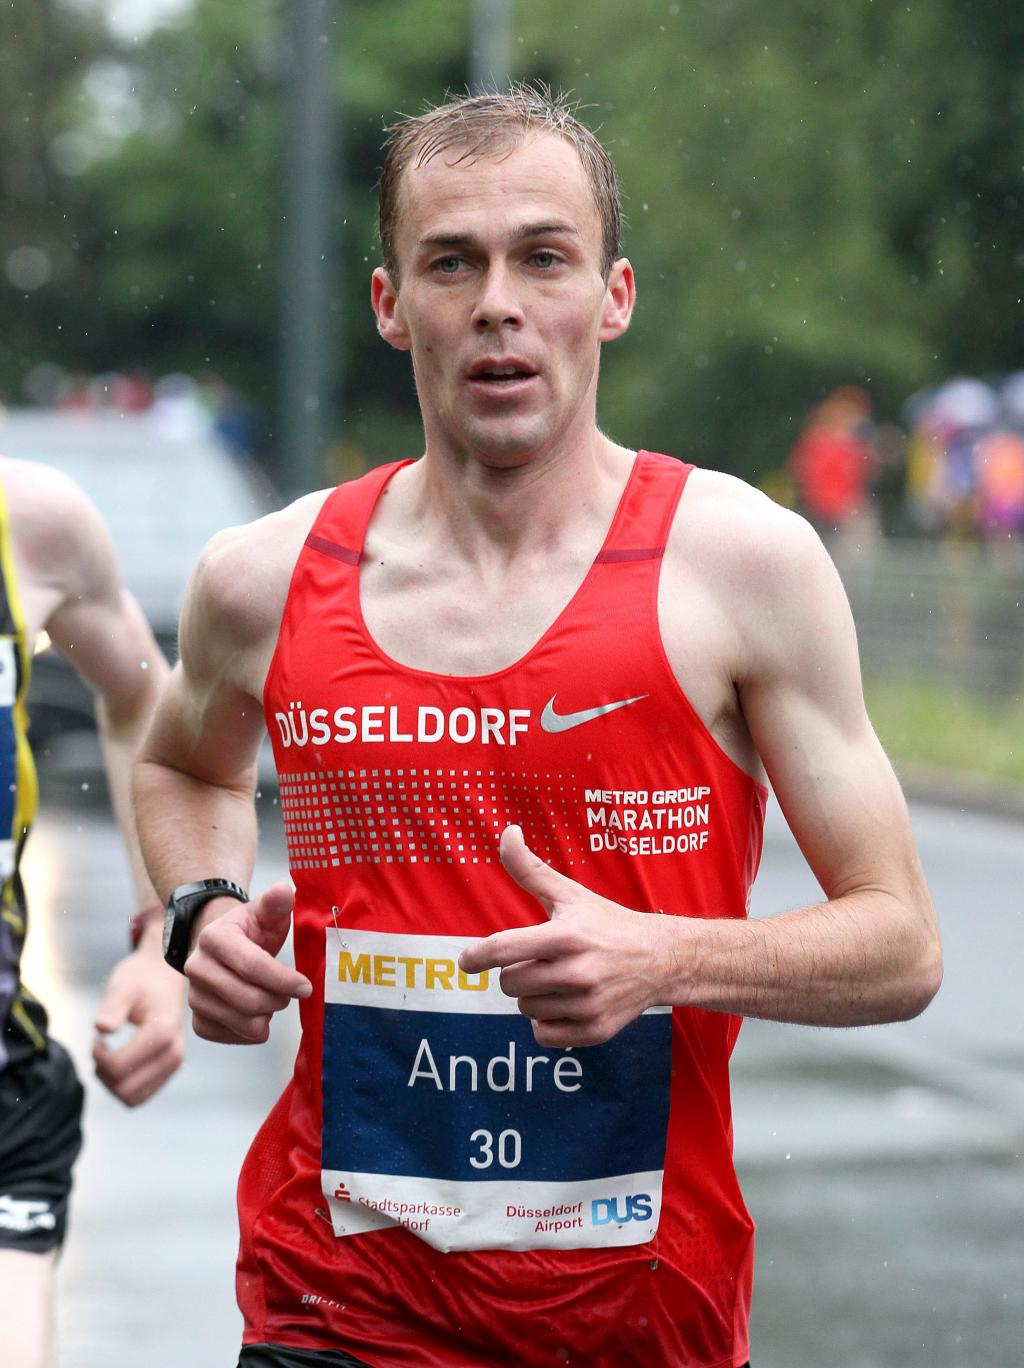 DÜSSELDORF
METRO GROUP
MARATHON
DÜSSELDORF
METRO
André
30
Stadtsparkasse
Düsseldorf
Airport
DUS